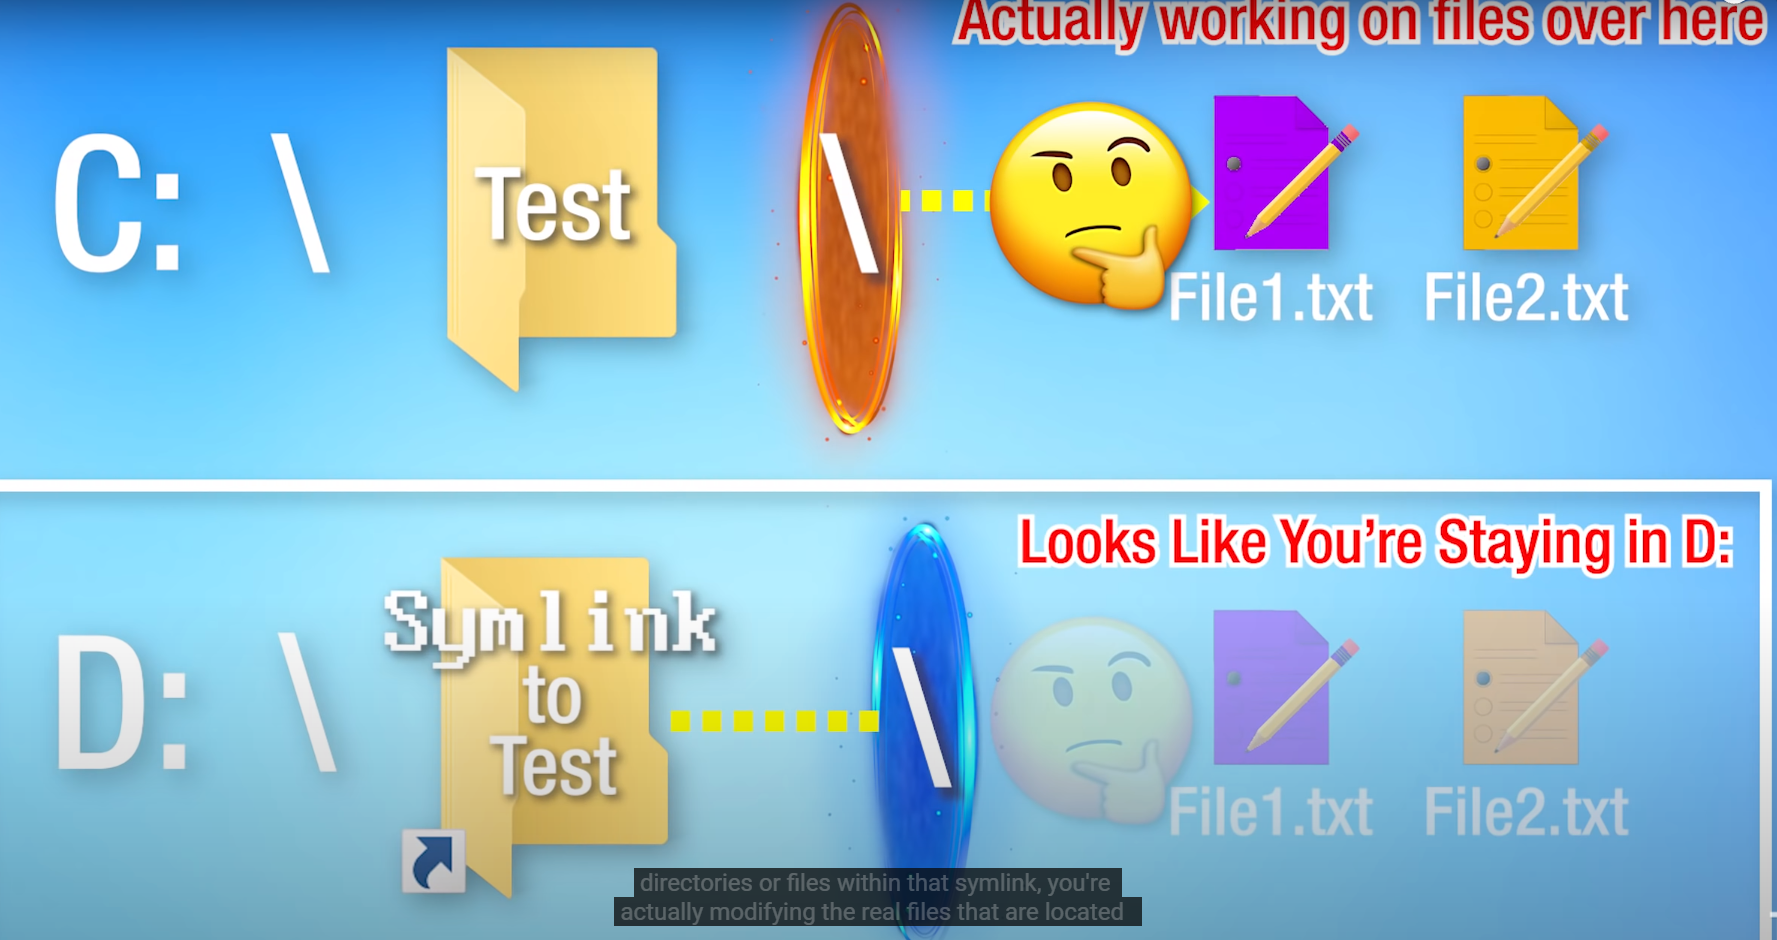 Actually working on files over here
C: \ Test \
File1.txt File2.txt
Looks Like You're Staying in D:
D: \ Symlink
to
Test \
File1.txt File2.txt
directories or files within that symlink, you're
actually modifying the real files that are located